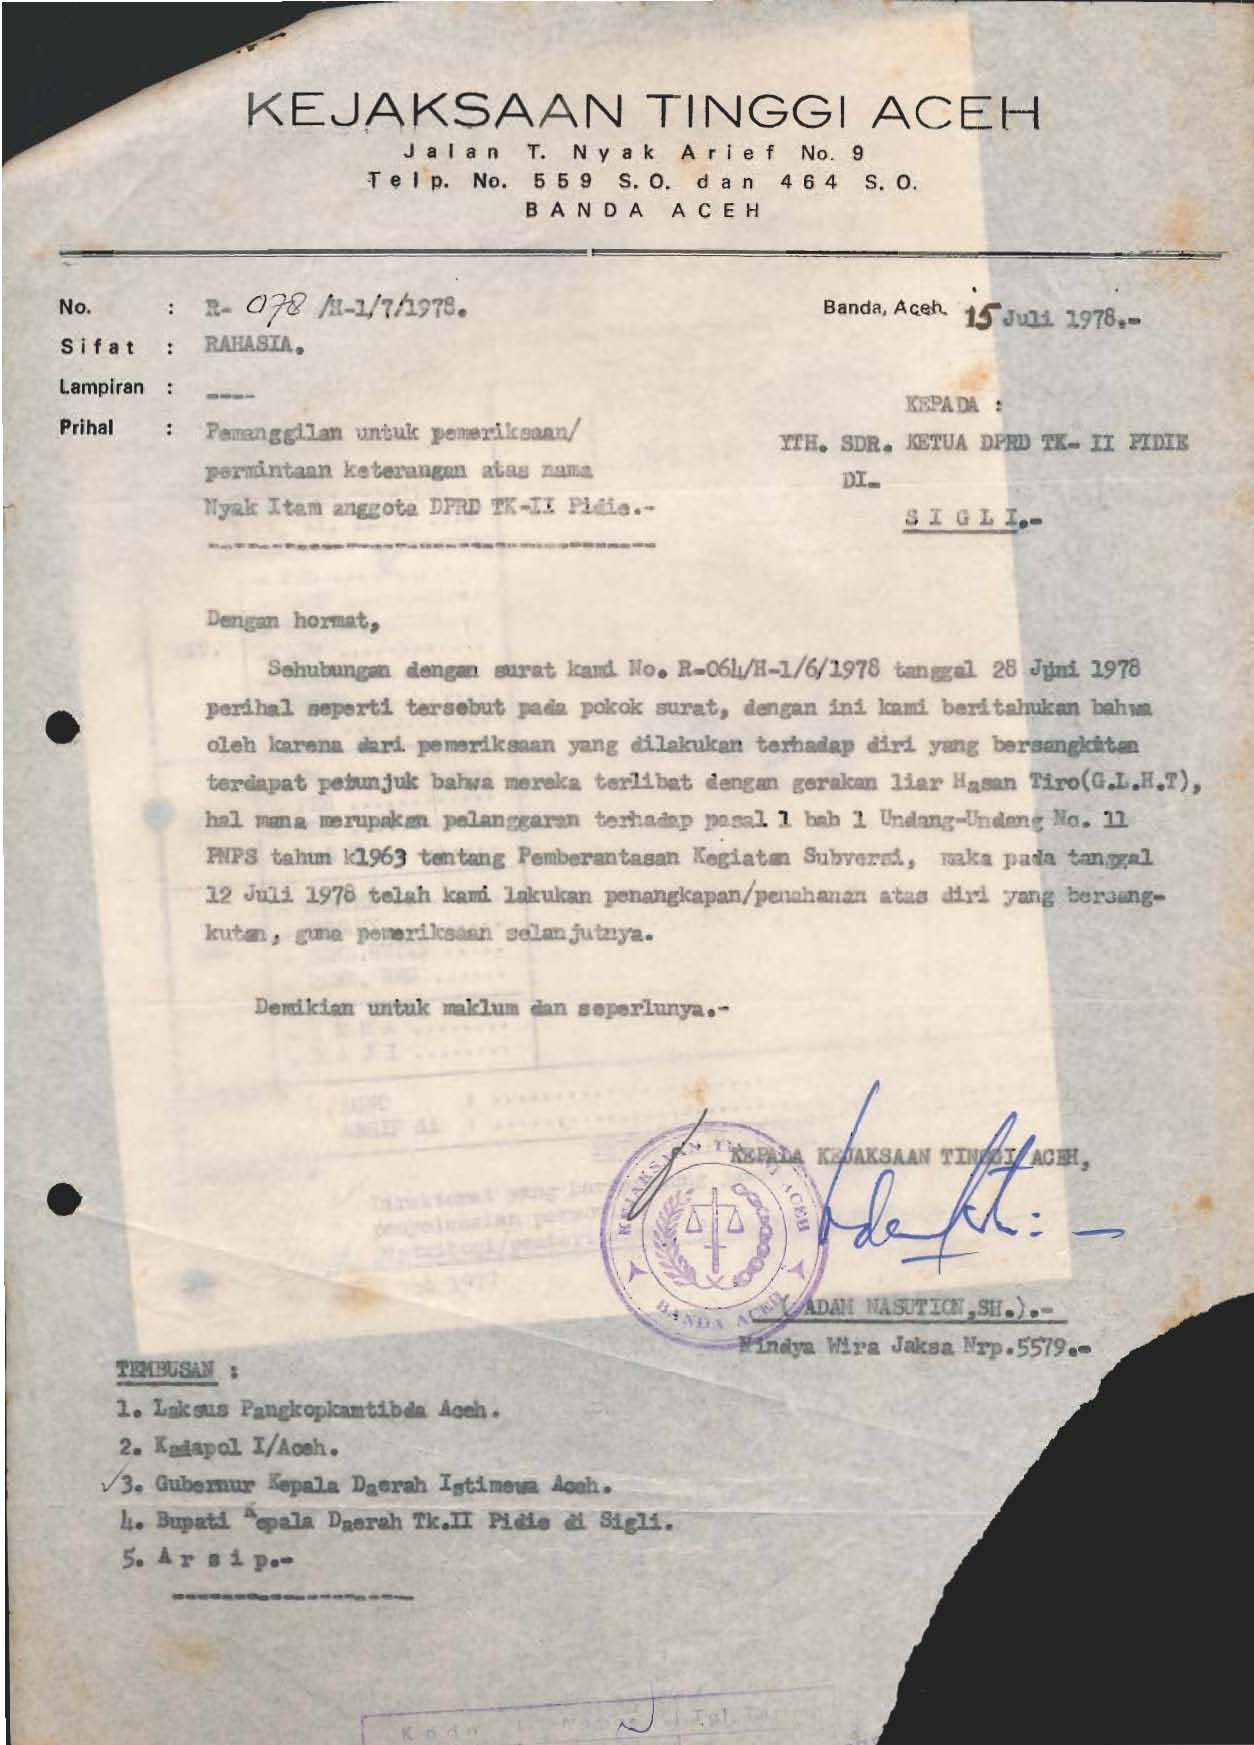 KEJAKSAAN TINGGI ACEH
Jalan T. Nyak Arief No. 9
Telp. No. 559 S.O. dan 464 S.O.
BANDA ACEH
No. : R- 078 /H-1/7/1978.
Banda, Aceh. 15 Juli 1978.-
Sifat : RAHASIA.
Lampiran : ----
Prihal : Pemanggilan untuk pemeriksaan/
permintaan keterangan atas nama
Nyak Itam anggota DPRD TK-II Pidie.-
KEPADA :
YTH. SDR. KETUA DPRD TK- II PIDIE
DI-
S I G L I.-
Dengan hormat,
Sehubungan dengan surat kami No. R-064/H-1/6/1978 tanggal 28 Juni 1978
perihal seperti tersebut pada pokok surat, dengan ini kami beritahukan bahwa
oleh karena dari pemeriksaan yang dilakukan terhadap diri yang bersangkutan
terdapat petunjuk bahwa mereka terlibat dengan gerakan liar Hasan Tiro(G.L.H.T),
hal mana merupakan pelanggaran terhadap pasal 1 bab 1 Undang-Undang No. 11
PNPS tahun k1963 tentang Pemberantasan Kegiatan Subversi, maka pada tanggal
12 Juli 1978 telah kami lakukan penangkapan/penahanan atas diri yang bersang-
kutan, guna pemeriksaan selanjutnya.
Demikian untuk maklum dan seperlunya.-
KEPALA KEJAKSAAN TINGGI ACEH,
KEJAKSAAN TINGGI ACEH
BANDA ACEH
( ADAM NASUTION,SH.).-
Nindya Wira Jaksa Nrp.5579.-
TEMBUSAN :
1. Laksus Pangkopkamtibda Aceh.
2. Kadapol I/Aceh.
✓3. Gubernur Kepala Daerah Istimewa Aceh.
4. Bupati Kepala Daerah Tk.II Pidie di Sigli.
5. A r s i p.-